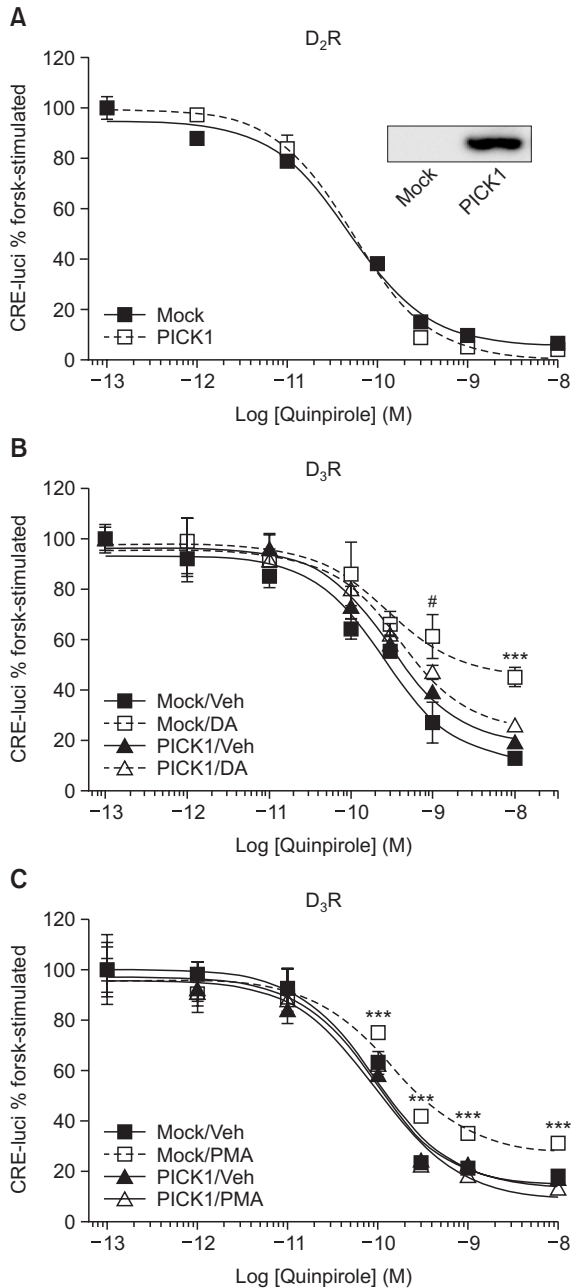 A
D₂R
CRE-luci % forsk-stimulated
120
100
80
60
40
20
0
Mock
PICK1
Mock
PICK1
−13
−12
−11
−10
−9
−8
Log [Quinpirole] (M)
B
D₃R
CRE-luci % forsk-stimulated
120
100
80
60
40
20
0
#
***
Mock/Veh
Mock/DA
PICK1/Veh
PICK1/DA
−13
−12
−11
−10
−9
−8
Log [Quinpirole] (M)
C
D₃R
CRE-luci % forsk-stimulated
120
100
80
60
40
20
0
***
***
***
***
Mock/Veh
Mock/PMA
PICK1/Veh
PICK1/PMA
−13
−12
−11
−10
−9
−8
Log [Quinpirole] (M)